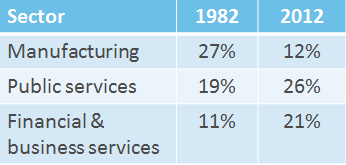 Sector 1982 2012
Manufacturing 27% 12%
Public services 19% 26%
Financial & 11% 21%
business services